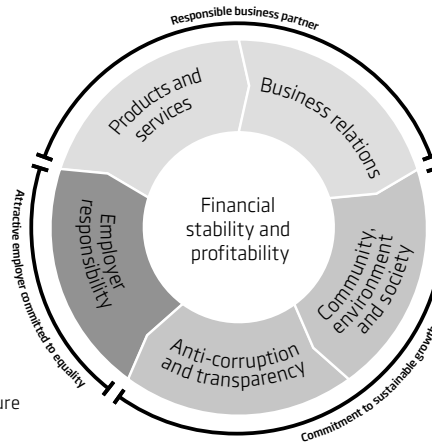 Responsible business partner
Products and
services
Business relations
Financial
stability and
profitability
Employer
responsibility
Community,
environment
and society
Anti-corruption
and transparency
Attractive employer committed to equality
Commitment to sustainable growth
ure